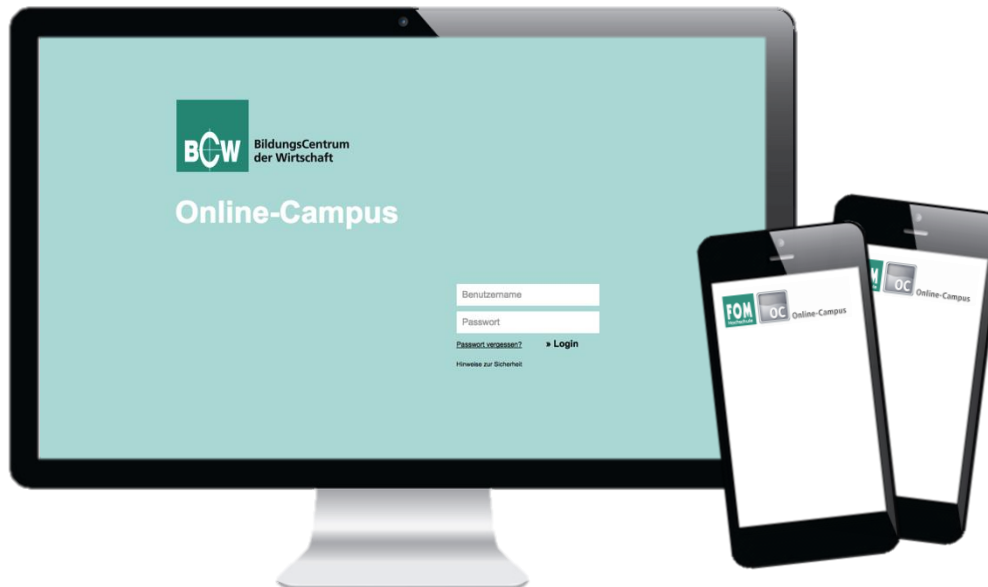 BCW
BildungsCentrum
der Wirtschaft
Online-Campus
Benutzername
Passwort
Passwort vergessen?
» Login
Hinweise zur Sicherheit
FOM
Hochschule
OC
Online-Campus
OC
Online-Campus